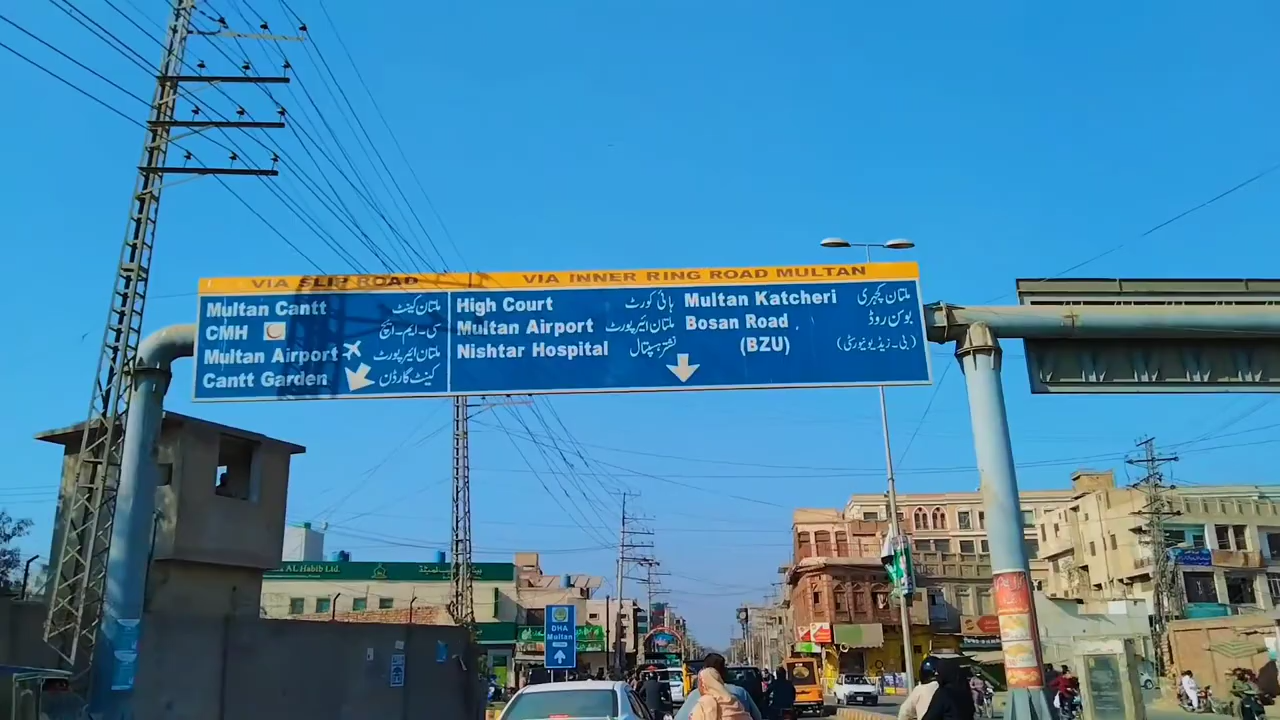 VIA SLIP ROAD
VIA INNER RING ROAD MULTAN
Multan Cantt ملتان کینٹ
CMH سی۔ایم۔ایچ
Multan Airport ملتان ائیرپورٹ
Cantt Garden کینٹ گارڈن
High Court ہائی کورٹ
Multan Airport ملتان ائیرپورٹ
Nishtar Hospital نشتر ہسپتال
Multan Katcheri ملتان کچہری
Bosan Road بوسن روڈ
(BZU) (بی۔زیڈ یونیورسٹی)
AL Habib Ltd.
DHA
Multan